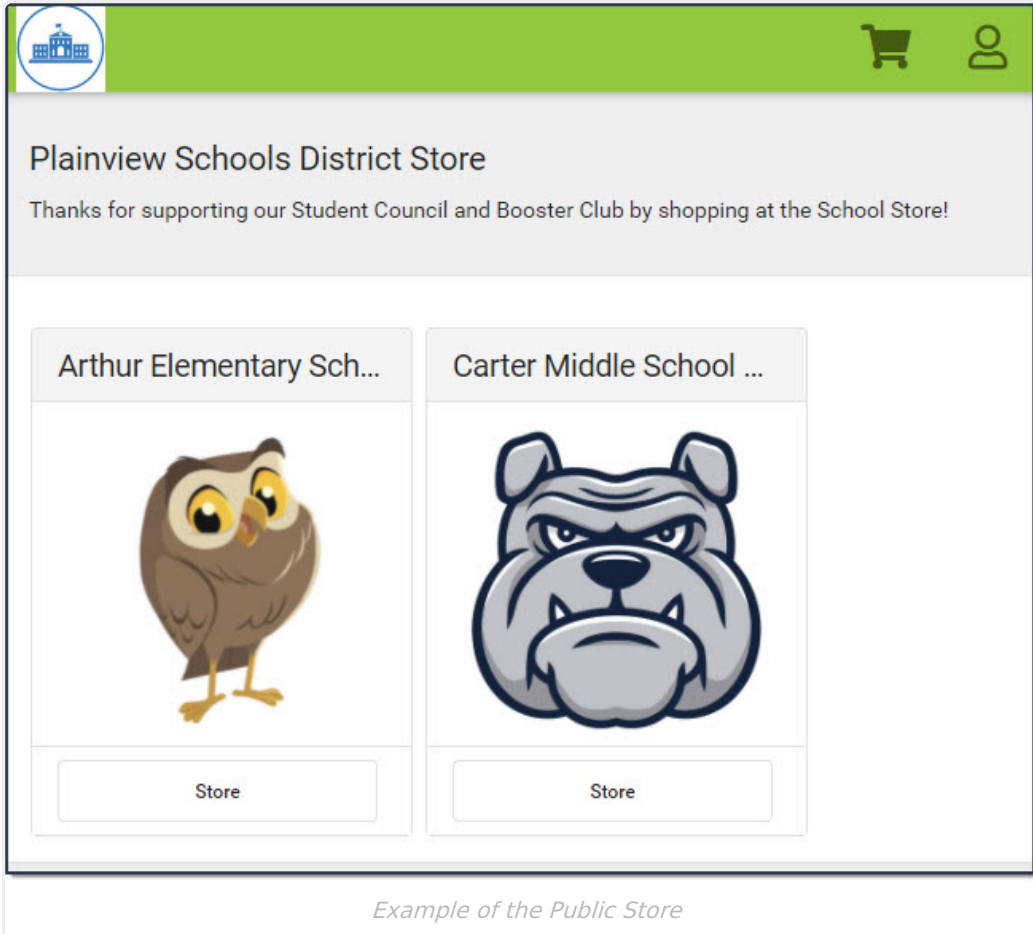 Plainview Schools District Store
Thanks for supporting our Student Council and Booster Club by shopping at the School Store!
Arthur Elementary Sch...
Carter Middle School ...
Store
Store
Example of the Public Store